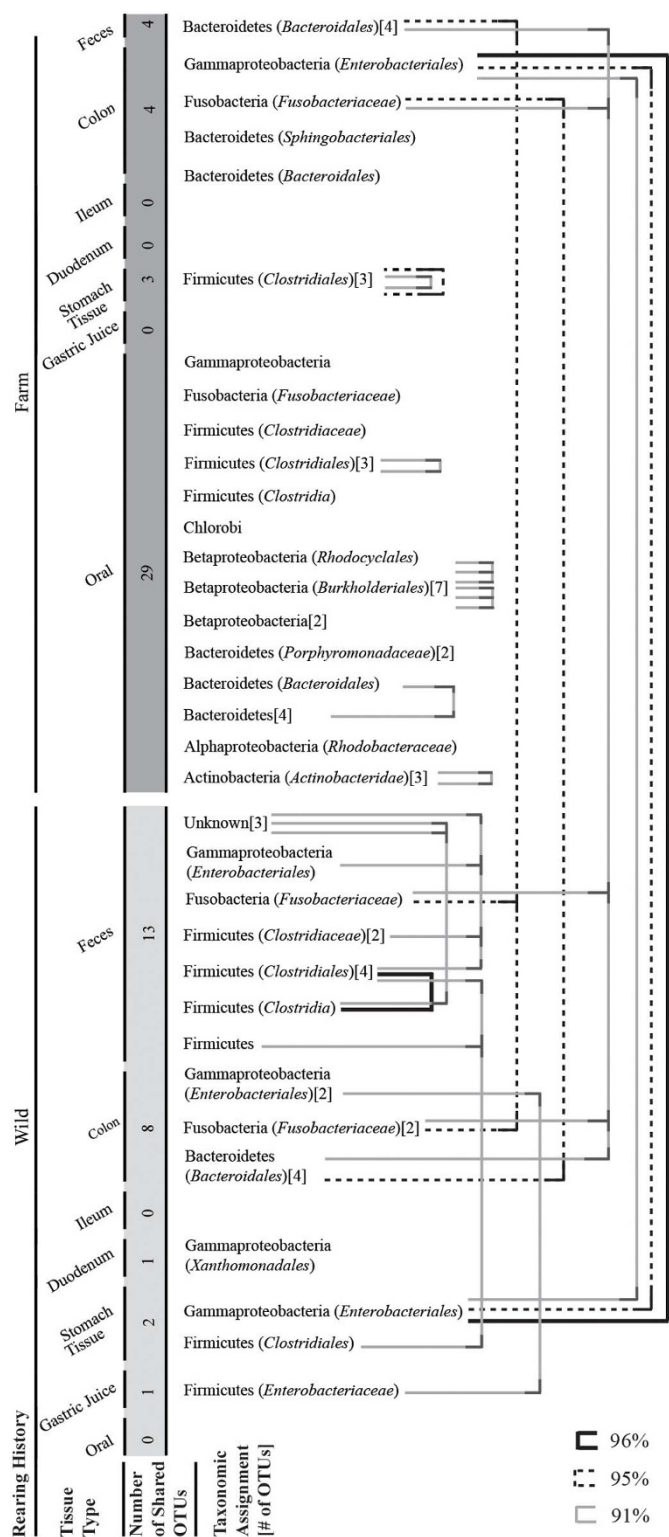 Feces
4
Bacteroidetes (Bacteroidales)[4]
Gammaproteobacteria (Enterobacteriales)
Colon
4
Fusobacteria (Fusobacteriaceae)
Bacteroidetes (Sphingobacteriales)
Bacteroidetes (Bacteroidales)
Ileum
0
Duodenum
0
Stomach
Tissue
3
Firmicutes (Clostridiales)[3]
Gastric Juice
0
Farm
Gammaproteobacteria
Fusobacteria (Fusobacteriaceae)
Firmicutes (Clostridiaceae)
Firmicutes (Clostridiales)[3]
Firmicutes (Clostridia)
Chlorobi
Betaproteobacteria (Rhodocyclales)
Oral
29
Betaproteobacteria (Burkholderiales)[7]
Betaproteobacteria[2]
Bacteroidetes (Porphyromonadaceae)[2]
Bacteroidetes (Bacteroidales)
Bacteroidetes[4]
Alphaproteobacteria (Rhodobacteraceae)
Actinobacteria (Actinobacteridae)[3]
Unknown[3]
Gammaproteobacteria
(Enterobacteriales)
Fusobacteria (Fusobacteriaceae)
Feces
13
Firmicutes (Clostridiaceae)[2]
Firmicutes (Clostridiales)[4]
Firmicutes (Clostridia)
Firmicutes
Gammaproteobacteria
(Enterobacteriales)[2]
Wild
Colon
8
Fusobacteria (Fusobacteriaceae)[2]
Bacteroidetes
(Bacteroidales)[4]
Ileum
0
Duodenum
1
Gammaproteobacteria
(Xanthomonadales)
Stomach
Tissue
2
Gammaproteobacteria (Enterobacteriales)
Firmicutes (Clostridiales)
Gastric Juice
1
Firmicutes (Enterobacteriaceae)
Oral
0
Rearing History
Tissue
Type
Number
of Shared
OTUs
Taxonomic
Assignment
[# of OTUs]
96%
95%
91%